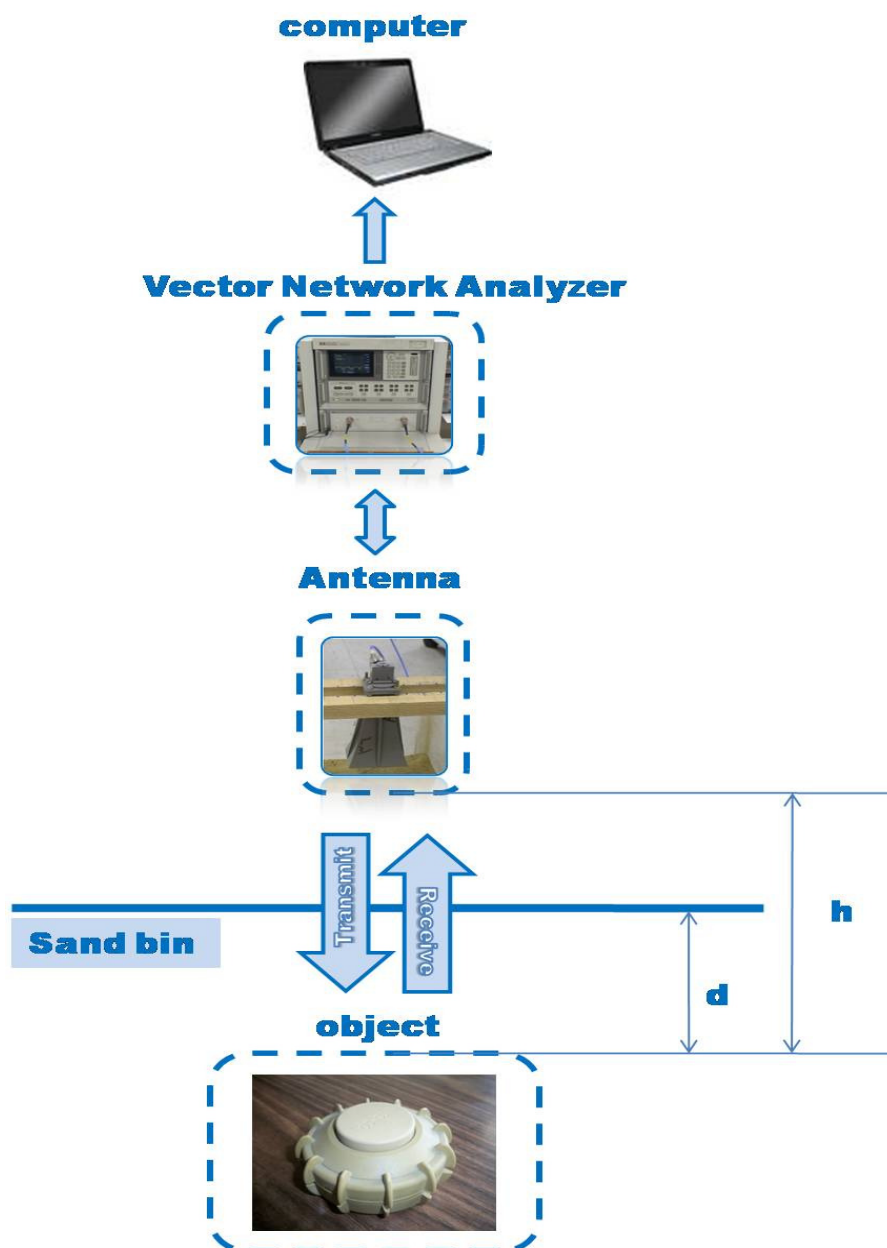 computer
Vector Network Analyzer
Antenna
Transmit
Receive
h
Sand bin
d
object